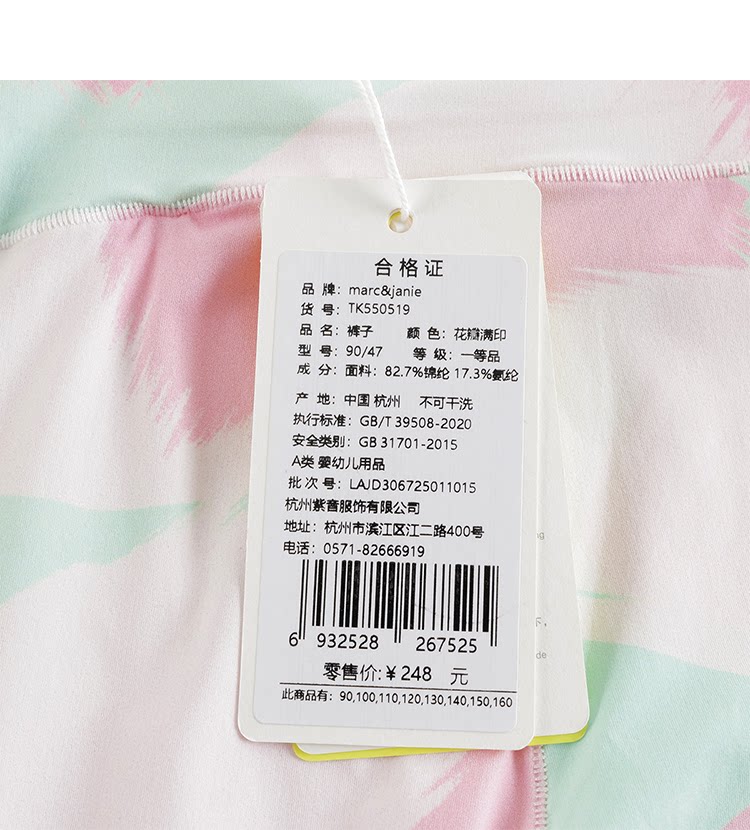 合格证
品 牌：marc&janie
货 号：TK550519
品 名：裤子 颜 色：花瓣满印
型 号：90/47 等 级：一等品
成 分：面料：82.7%锦纶 17.3%氨纶
产 地：中国 杭州 不可干洗
执行标准：GB/T 39508-2020
安全类别：GB 31701-2015
A类 婴幼儿用品
批 次 号：LAJD306725011015
杭州紫音服饰有限公司
地址：杭州市滨江区江二路400号
电话：0571-82666919
6 932528 267525
零售价:￥248 元
此商品有：90,100,110,120,130,140,150,160